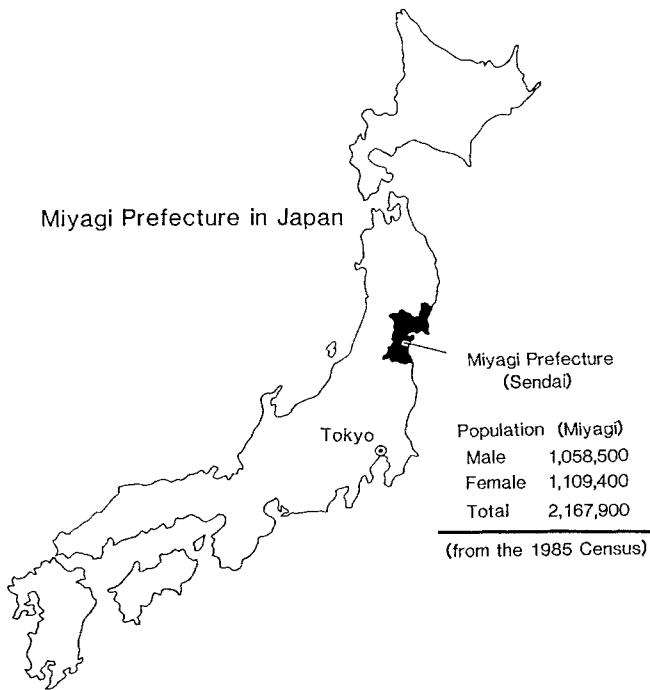 Miyagi Prefecture in Japan
Miyagi Prefecture
(Sendai)
Tokyo
Population (Miyagi)
Male 1,058,500
Female 1,109,400
Total 2,167,900
(from the 1985 Census)